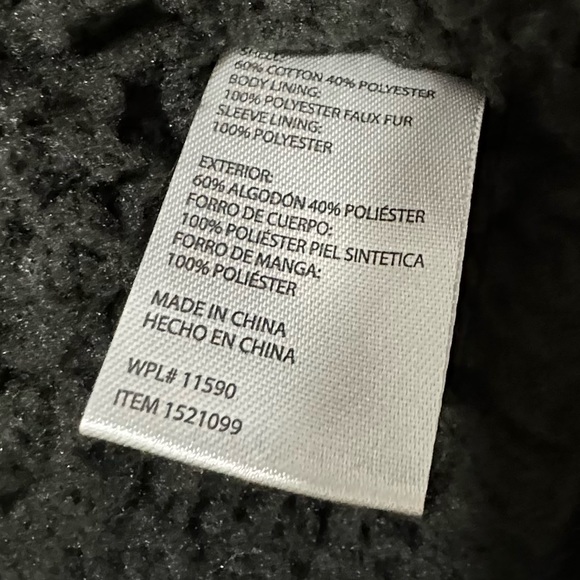 SHELL:
60% COTTON 40% POLYESTER
BODY LINING:
100% POLYESTER FAUX FUR
SLEEVE LINING:
100% POLYESTER
EXTERIOR:
60% ALGODÓN 40% POLIÉSTER
FORRO DE CUERPO:
100% POLIÉSTER PIEL SINTETICA
FORRO DE MANGA:
100% POLIÉSTER
MADE IN CHINA
HECHO EN CHINA
WPL# 11590
ITEM 1521099